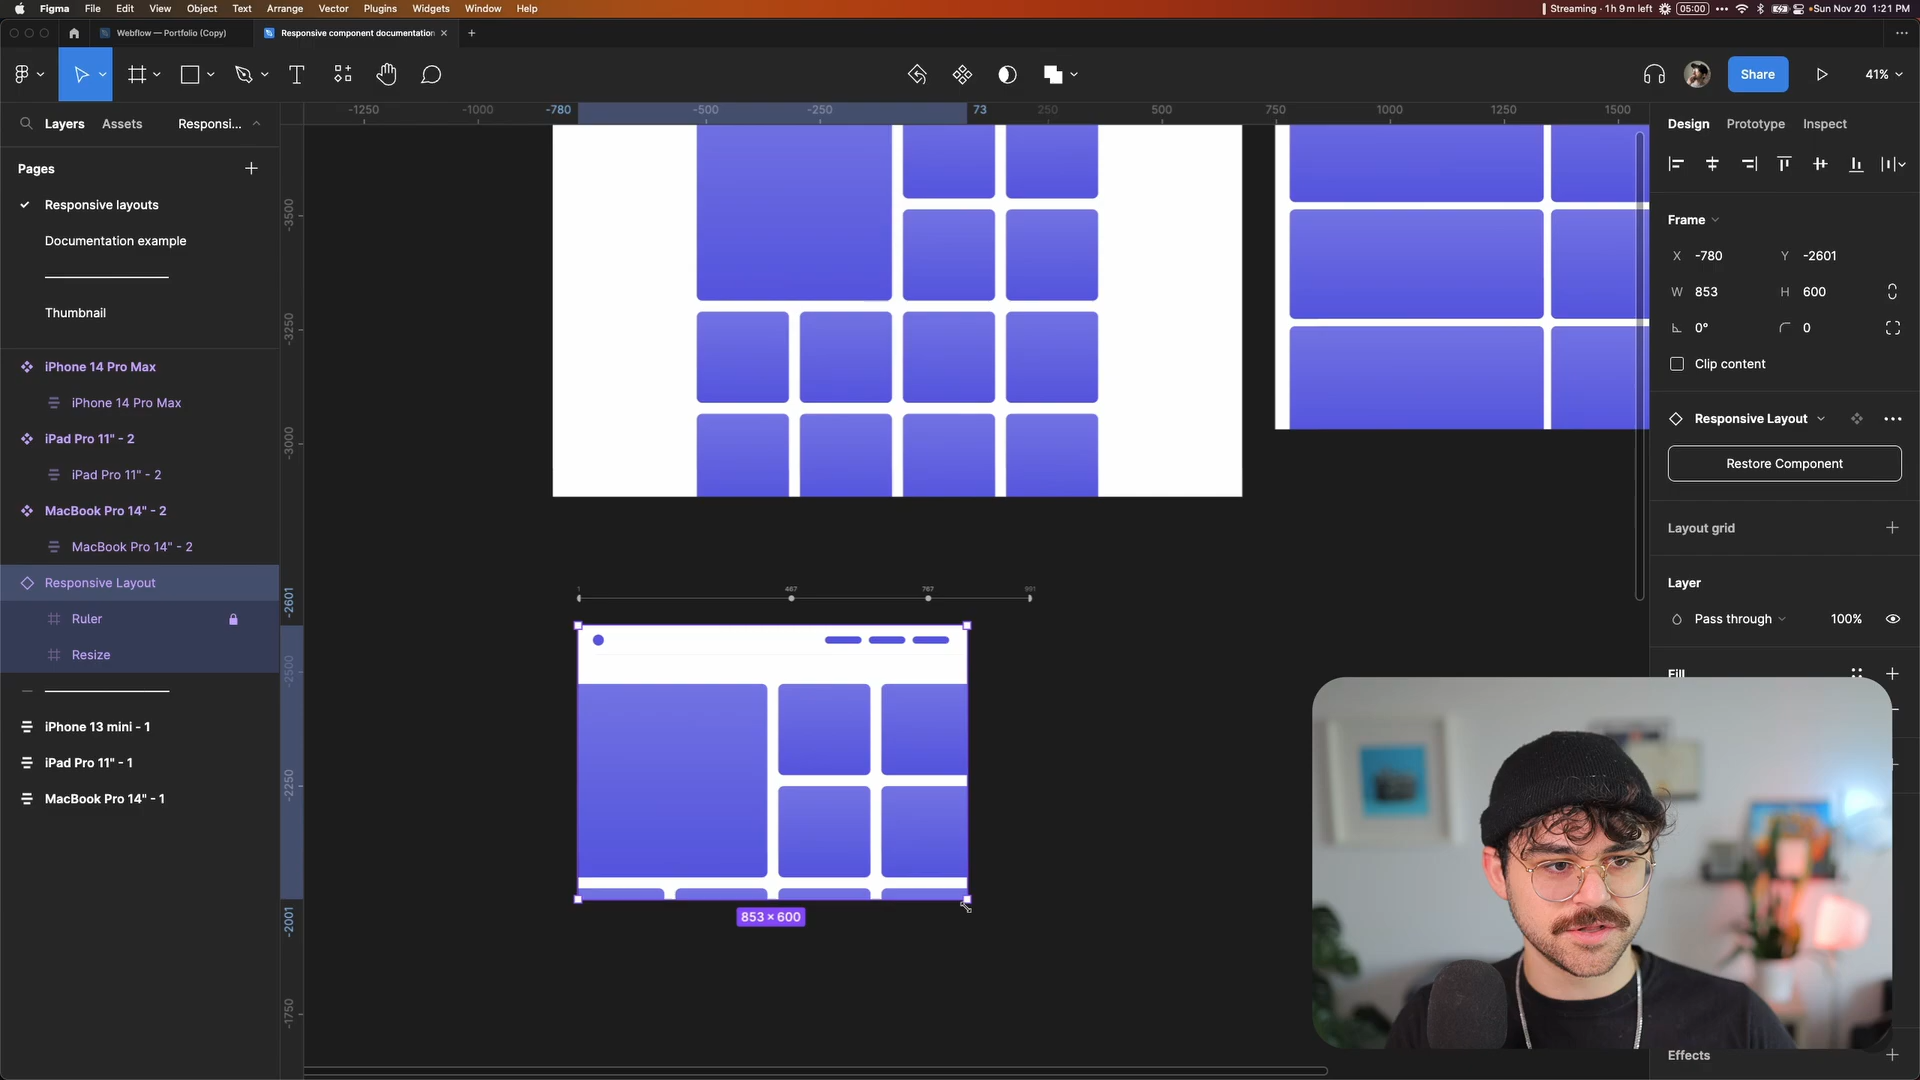 Figma File Edit View Object Text Arrange Vector Plugins Widgets Window Help
Streaming · 1h 9m left 05:00 Sun Nov 20 1:21 PM
Webflow — Portfolio (Copy) Responsive component documentation
Share 41%
Layers Assets Responsi...
Pages
Responsive layouts
Documentation example
Thumbnail
iPhone 14 Pro Max
iPhone 14 Pro Max
iPad Pro 11" - 2
iPad Pro 11" - 2
MacBook Pro 14" - 2
MacBook Pro 14" - 2
Responsive Layout
Ruler
Resize
iPhone 13 mini - 1
iPad Pro 11" - 1
MacBook Pro 14" - 1
-1250 -1000 -780 -500 -250 73 250 500 750 1000 1250 1500
-3500
-3250
-3000
-2601
-2500
-2250
-2001
-1750
1 467 767 991
853 × 600
Design Prototype Inspect
Frame
X -780 Y -2601
W 853 H 600
0° 0
Clip content
Responsive Layout
Restore Component
Layout grid
Layer
Pass through 100%
Fill
Effects